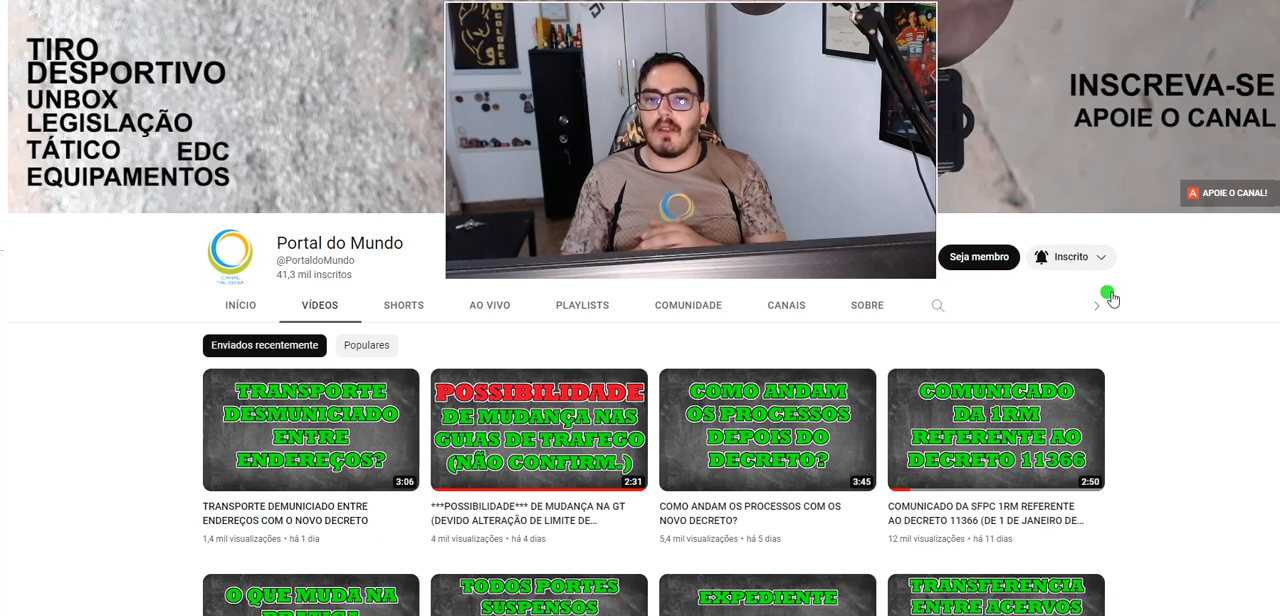 TIRO
DESPORTIVO
UNBOX
LEGISLAÇÃO
TÁTICO EDC
EQUIPAMENTOS
COLORES
INSCREVA-SE
APOIE O CANAL
APOIE O CANAL!
Portal do Mundo
@PortaldoMundo
41,3 mil inscritos
Seja membro
Inscrito
INÍCIO VÍDEOS SHORTS AO VIVO PLAYLISTS COMUNIDADE CANAIS SOBRE
Enviados recentemente Populares
TRANSPORTE
DESMUNICIADO
ENTRE
ENDEREÇOS?
3:06
TRANSPORTE DEMUNICIADO ENTRE
ENDEREÇOS COM O NOVO DECRETO
1,4 mil visualizações • há 1 dia
POSSIBILIDADE
DE MUDANÇA NAS
GUIAS DE TRAFEGO
(NÃO CONFIRM.)
2:31
***POSSIBILIDADE*** DE MUDANÇA NA GT
(DEVIDO ALTERAÇÃO DE LIMITE DE...
4 mil visualizações • há 4 dias
COMO ANDAM
OS PROCESSOS
DEPOIS DO
DECRETO?
3:45
COMO ANDAM OS PROCESSOS COM OS
NOVO DECRETO?
5,4 mil visualizações • há 5 dias
COMUNICADO
DA 1RM
REFERENTE AO
DECRETO 11366
2:50
COMUNICADO DA SFPC 1RM REFERENTE
AO DECRETO 11366 (DE 1 DE JANEIRO DE...
12 mil visualizações • há 11 dias
O QUE MUDA NA
TODOS PORTES
SUSPENSOS
EXPEDIENTE
TRANSFERENCIA
ENTRE ACERVOS